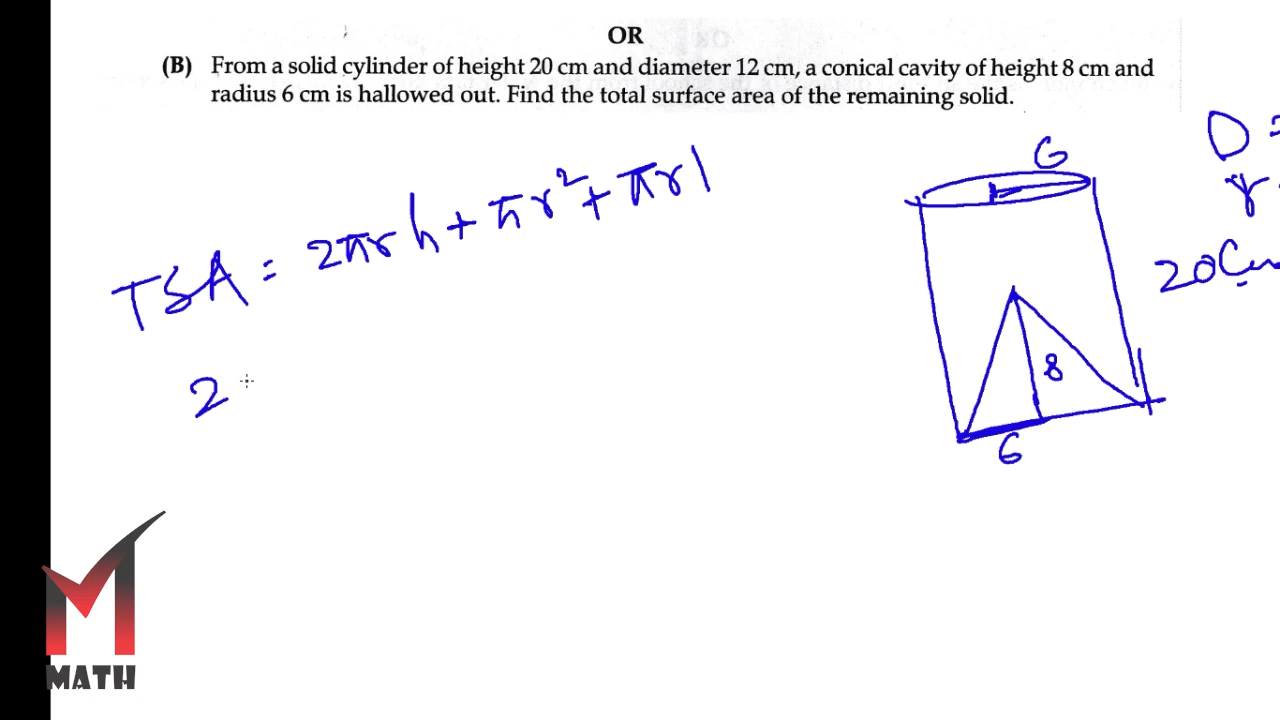 OR
(B) From a solid cylinder of height 20 cm and diameter 12 cm, a conical cavity of height 8 cm and
radius 6 cm is hallowed out. Find the total surface area of the remaining solid.
D =
r
20Cm
6
TSA = 2πrh + πr² + πrl
8
2
6
MATH